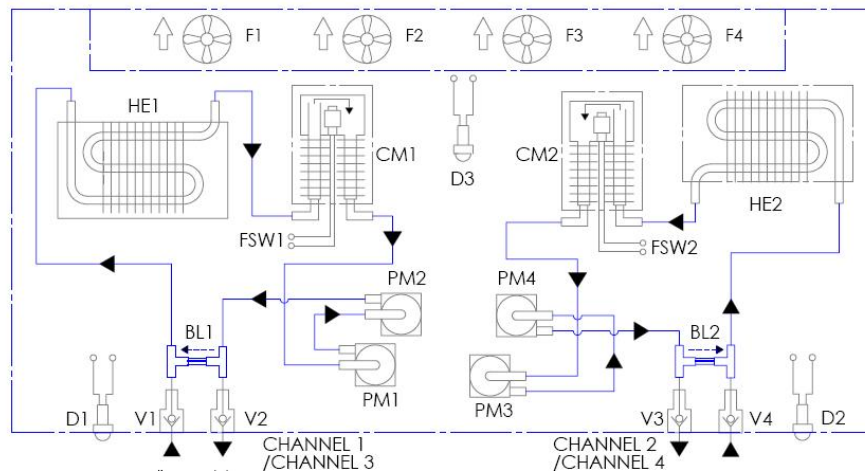 F1
F2
F3
F4
HE1
CM1
CM2
D3
HE2
FSW1
FSW2
PM2
PM4
BL1
BL2
PM1
PM3
D1
V1
V2
V3
V4
D2
CHANNEL 1
/CHANNEL 3
CHANNEL 2
/CHANNEL 4